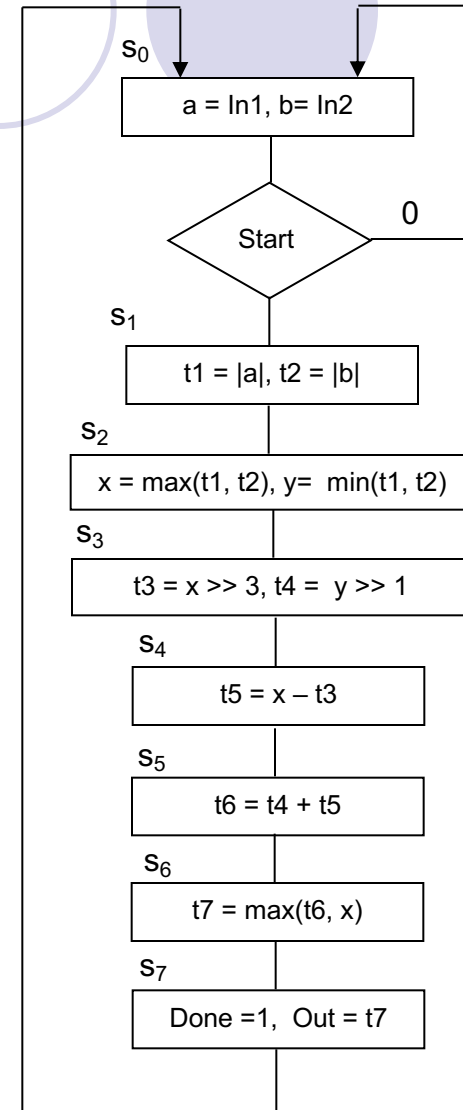 s₀
a = In1, b= In2
Start
0
s₁
t1 = |a|, t2 = |b|
s₂
x = max(t1, t2), y=  min(t1, t2)
s₃
t3 = x >> 3, t4 =  y >> 1
s₄
t5 = x – t3
s₅
t6 = t4 + t5
s₆
t7 = max(t6, x)
s₇
Done =1,  Out = t7